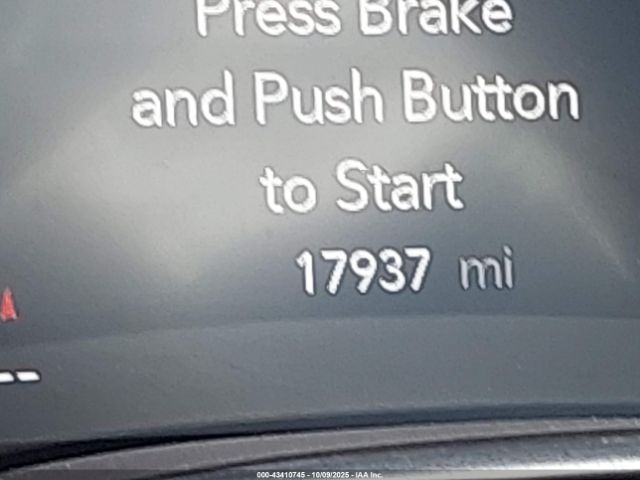 Press Brake
and Push Button
to Start
17937 mi
000-43410745 - 10/09/2025 - IAA Inc.